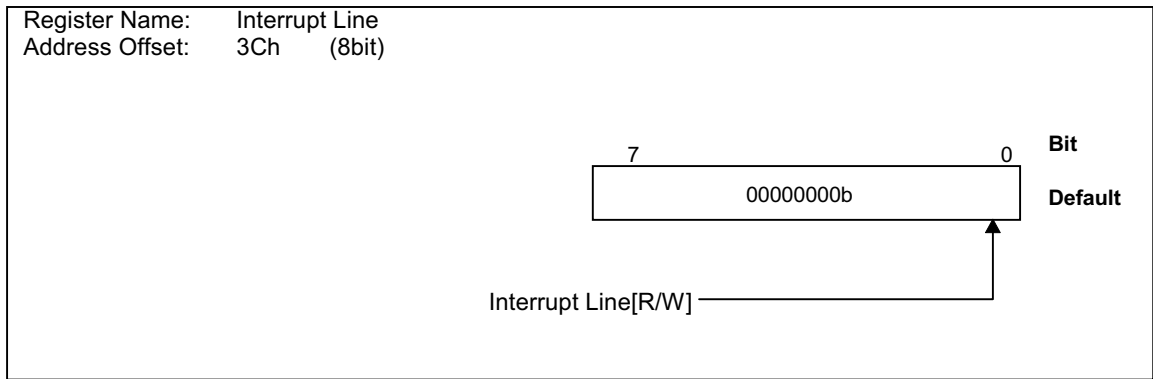 Register Name: Interrupt Line
Address Offset: 3Ch (8bit)
7 0 Bit
00000000b Default
Interrupt Line[R/W]